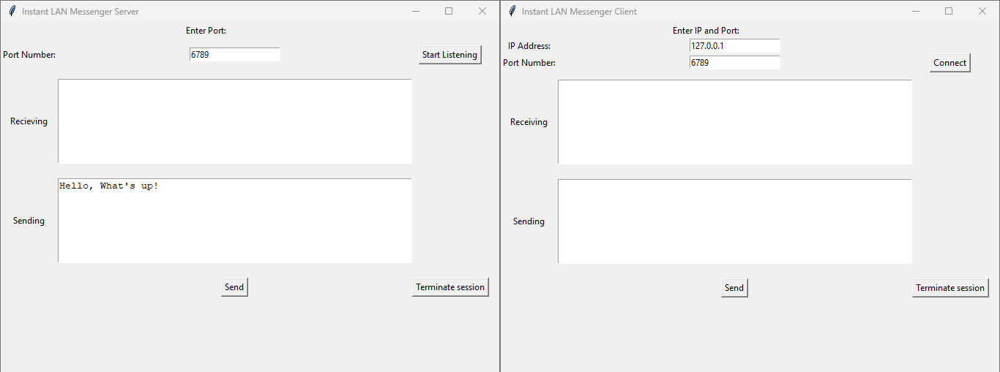 Instant LAN Messenger Server
Enter Port:
Port Number:
6789
Start Listening
Recieving
Hello, What's up!
Sending
Send
Terminate session
Instant LAN Messenger Client
Enter IP and Port:
IP Address:
127.0.0.1
Port Number:
6789
Connect
Receiving
Sending
Send
Terminate session